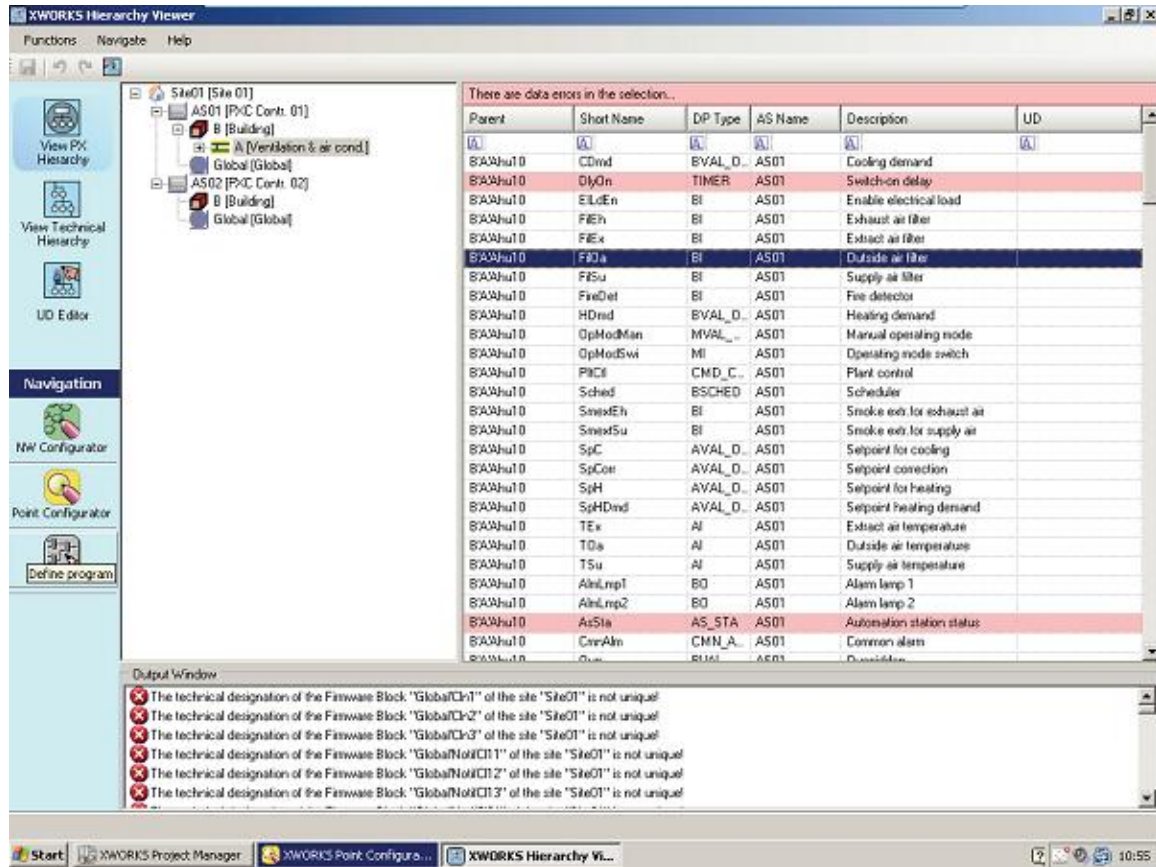 XWORKS Hierarchy Viewer
Functions Navigate Help
View PX Hierarchy
View Technical Hierarchy
UD Editor
Navigation
NW Configurator
Point Configurator
Define program
Site01 [Site 01]
AS01 [PXC Contr. 01]
B [Building]
A [Ventilation & air cond.]
Global [Global]
AS02 [PXC Contr. 02]
B [Building]
Global [Global]
There are data errors in the selection...
Parent Short Name DP Type AS Name Description UD
B'A'Ahu10 CDmd BVAL_O.. AS01 Cooling demand
B'A'Ahu10 DlyOn TIMER AS01 Switch-on delay
B'A'Ahu10 ElLdEn BI AS01 Enable electrical load
B'A'Ahu10 FilEh BI AS01 Exhaust air filter
B'A'Ahu10 FilEx BI AS01 Extract air filter
B'A'Ahu10 FilOa BI AS01 Outside air filter
B'A'Ahu10 FilSu BI AS01 Supply air filter
B'A'Ahu10 FireDet BI AS01 Fire detector
B'A'Ahu10 HDmd BVAL_O.. AS01 Heating demand
B'A'Ahu10 OpModMan MVAL_.. AS01 Manual operating mode
B'A'Ahu10 OpModSwi MI AS01 Operating mode switch
B'A'Ahu10 PltCtl CMD_C.. AS01 Plant control
B'A'Ahu10 Sched BSCHED AS01 Scheduler
B'A'Ahu10 SmextEh BI AS01 Smoke extr.for exhaust air
B'A'Ahu10 SmextSu BI AS01 Smoke extr.for supply air
B'A'Ahu10 SpC AVAL_O.. AS01 Setpoint for cooling
B'A'Ahu10 SpCorr AVAL_O.. AS01 Setpoint correction
B'A'Ahu10 SpH AVAL_O.. AS01 Setpoint for heating
B'A'Ahu10 SpHDmd AVAL_O.. AS01 Setpoint heating demand
B'A'Ahu10 TEx AI AS01 Extract air temperature
B'A'Ahu10 TOa AI AS01 Outside air temperature
B'A'Ahu10 TSu AI AS01 Supply air temperature
B'A'Ahu10 AlmLmp1 BO AS01 Alarm lamp 1
B'A'Ahu10 AlmLmp2 BO AS01 Alarm lamp 2
B'A'Ahu10 AsSta AS_STA AS01 Automation station status
B'A'Ahu10 CmnAlm CMN_A.. AS01 Common alarm
Output Window
The technical designation of the Firmware Block "Global'Cln1" of the site "Site01" is not unique!
The technical designation of the Firmware Block "Global'Cln2" of the site "Site01" is not unique!
The technical designation of the Firmware Block "Global'Cln3" of the site "Site01" is not unique!
The technical designation of the Firmware Block "Global'NotifCl11" of the site "Site01" is not unique!
The technical designation of the Firmware Block "Global'NotifCl12" of the site "Site01" is not unique!
The technical designation of the Firmware Block "Global'NotifCl13" of the site "Site01" is not unique!
Start XWORKS Project Manager XWORKS Point Configura... XWORKS Hierarchy Vi... 10:55